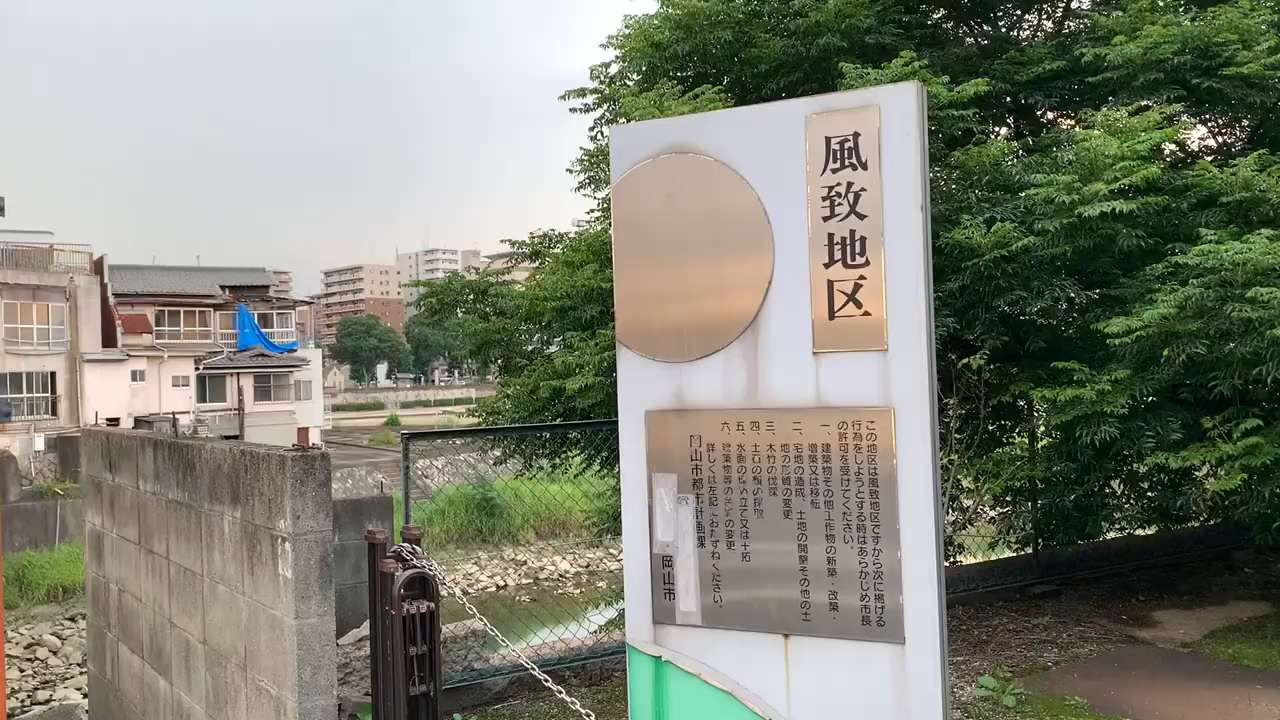 風致地区
この地区は風致地区ですから次に掲げる
行為をしようとする時はあらかじめ市長
の許可を受けてください。
一、建築物その他工作物の新築・改築・
増築又は移転
二、宅地の造成、土地の開墾その他の土
地の形質の変更
三、木竹の伐採
四、土石の類の採取
五、水面の埋め立て又は干拓
六、建築物等の色彩の変更
詳しくは左記におたずねください。
岡山市都市計画課
岡山市